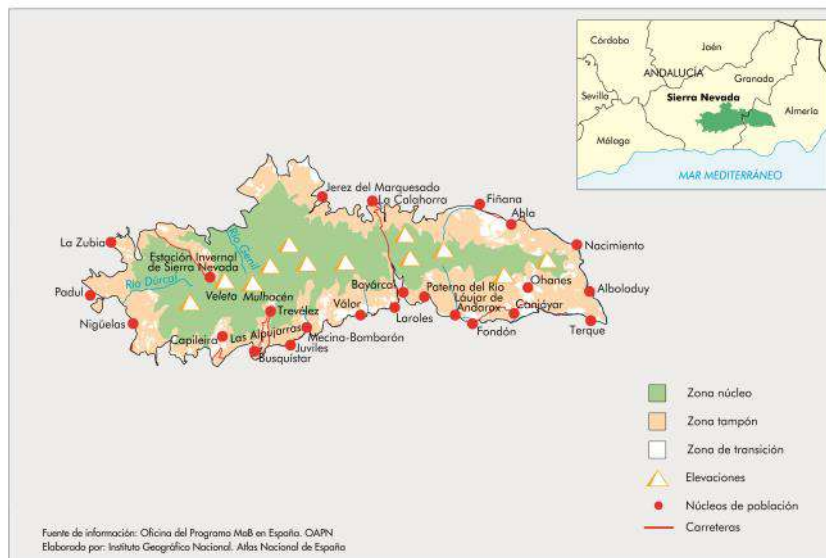 Córdoba
Jaén
ANDALUCÍA
Granada
Sevilla
Sierra Nevada
Almería
Málaga
MAR MEDITERRÁNEO
Jerez del Marquesado
La Calahorra
Fiñana
Abla
La Zubia
Río Genil
Nacimiento
Estación Invernal
de Sierra Nevada
Río Dúrcal
Padul
Veleta
Mulhacén
Bayárcal
Paterna del Río
Ohanes
Alboloduy
Láujar de
Andarax
Trevélez
Válor
Canjáyar
Nigüelas
Laroles
Terque
Capileira
Las Alpujarras
Mecina-Bombarón
Fondón
Juviles
Busquístar
Zona núcleo
Zona tampón
Zona de transición
Elevaciones
Núcleos de población
Carreteras
Fuente de información: Oficina del Programa MaB en España. OAPN
Elaborado por: Instituto Geográfico Nacional. Atlas Nacional de España